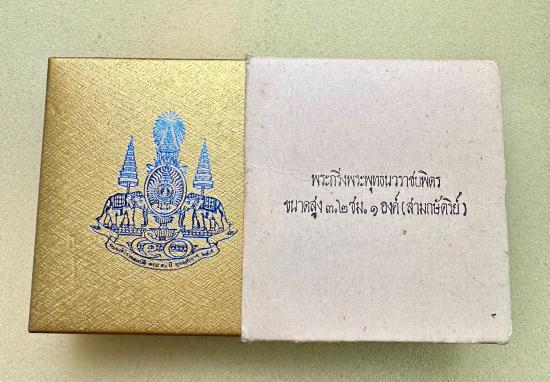 พระกริ่งพระพุทธนวราชบพิตร
ขนาดสูง ๓.๒ ซม. ๑ องค์ (สามกษัตริย์)